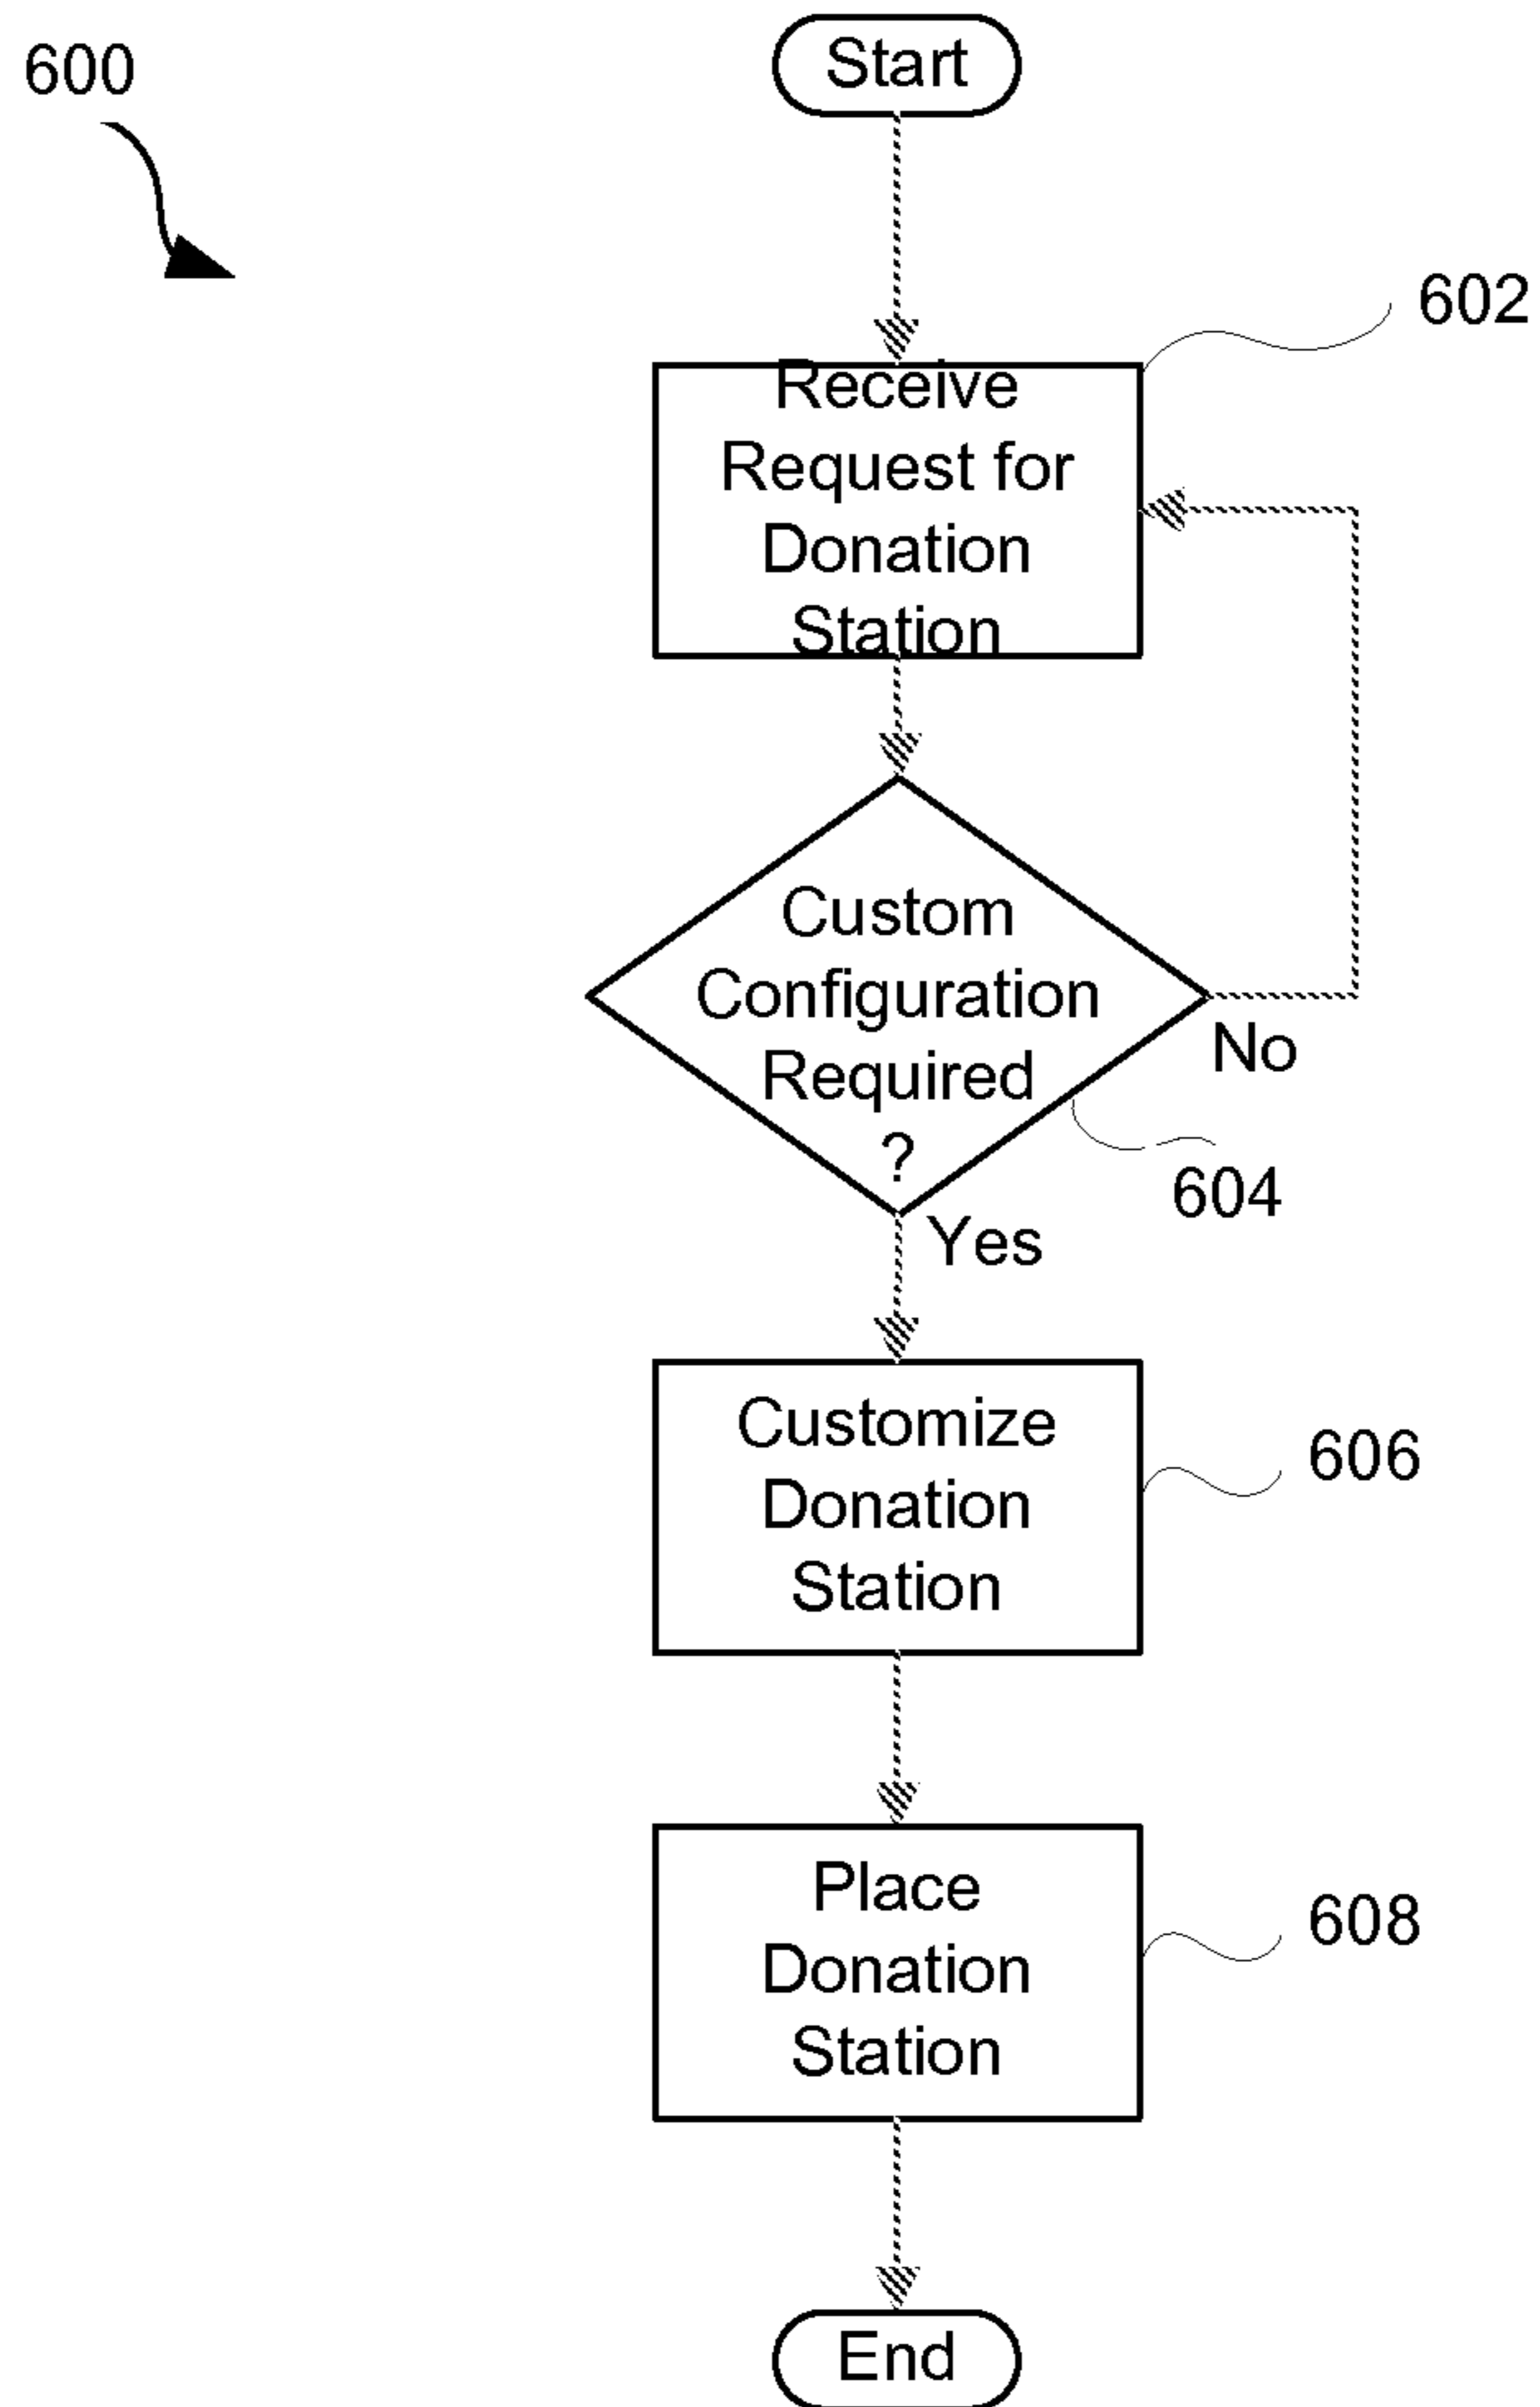 600
Start
602
Receive
Request for
Donation
Station
Custom
Configuration
Required
?
No
604
Yes
Customize
Donation
Station
606
Place
Donation
Station
608
End